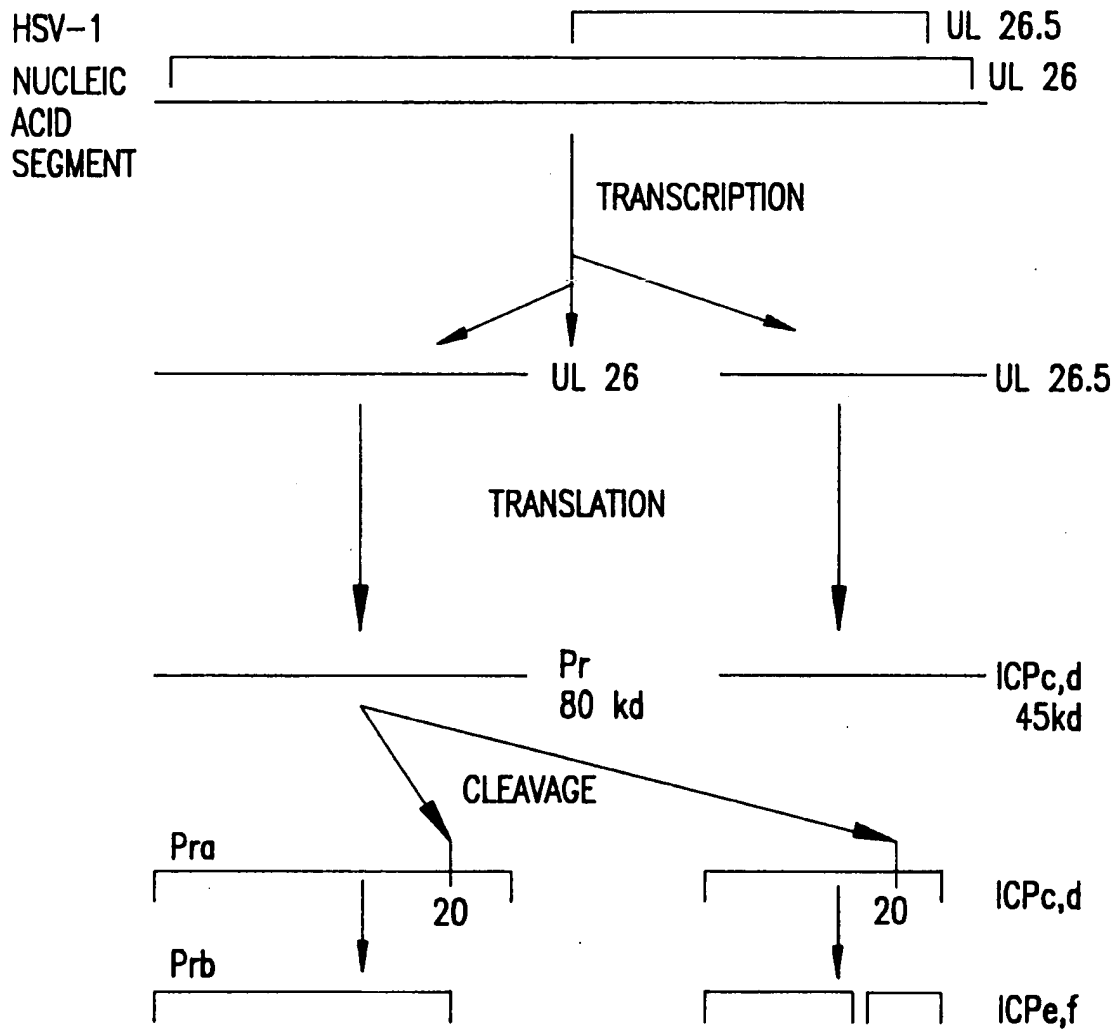 HSV-1
UL 26.5
NUCLEIC
UL 26
ACID
SEGMENT
TRANSCRIPTION
UL 26
UL 26.5
TRANSLATION
Pr
80 kd
ICPc,d
45kd
CLEAVAGE
Pra
20
20
ICPc,d
Prb
ICPe,f